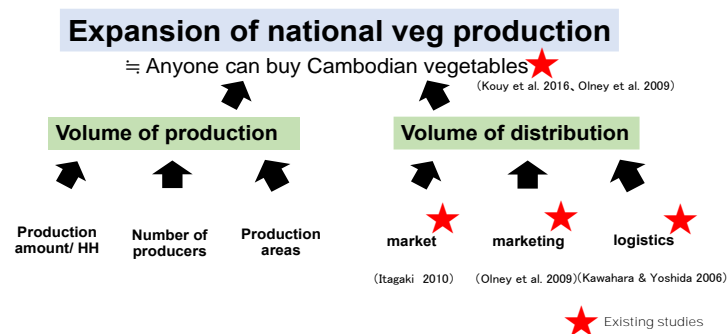 Expansion of national veg production
≒ Anyone can buy Cambodian vegetables
(Kouy et al. 2016、Olney et al. 2009)
Volume of production
Volume of distribution
Production
amount/ HH
Number of
producers
Production
areas
market
marketing
logistics
(Itagaki 2010)
(Olney et al. 2009)
(Kawahara & Yoshida 2006)
Existing studies